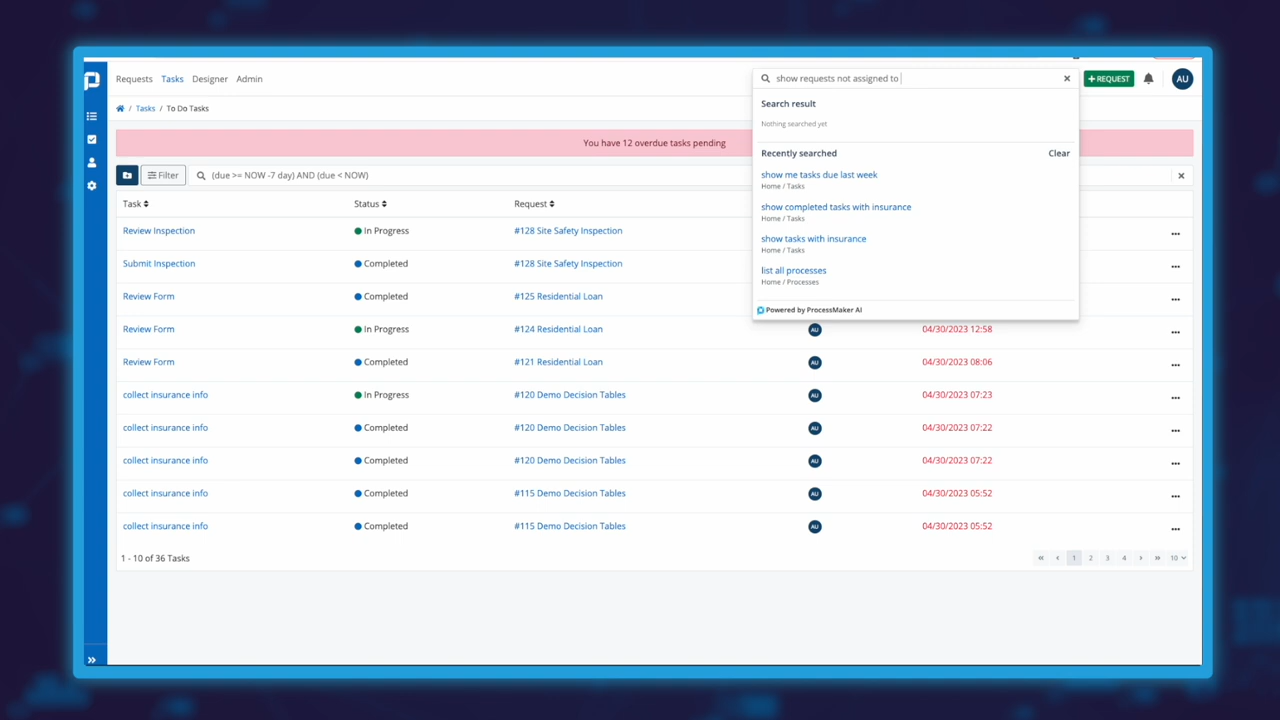 Requests Tasks Designer Admin
show requests not assigned to
+ REQUEST
AU
/ Tasks / To Do Tasks
Search result
Nothing searched yet
You have 12 overdue tasks pending
Recently searched Clear
Filter
(due >= NOW -7 day) AND (due < NOW)
show me tasks due last week
Home / Tasks
show completed tasks with insurance
Home / Tasks
show tasks with insurance
Home / Tasks
list all processes
Home / Processes
Powered by ProcessMaker AI
Task Status Request
Review Inspection In Progress #128 Site Safety Inspection ...
Submit Inspection Completed #128 Site Safety Inspection ...
Review Form Completed #125 Residential Loan ...
Review Form In Progress #124 Residential Loan AU 04/30/2023 12:58 ...
Review Form Completed #121 Residential Loan AU 04/30/2023 08:06 ...
collect insurance info In Progress #120 Demo Decision Tables AU 04/30/2023 07:23 ...
collect insurance info Completed #120 Demo Decision Tables AU 04/30/2023 07:22 ...
collect insurance info Completed #120 Demo Decision Tables AU 04/30/2023 07:22 ...
collect insurance info Completed #115 Demo Decision Tables AU 04/30/2023 05:52 ...
collect insurance info Completed #115 Demo Decision Tables AU 04/30/2023 05:52 ...
1 - 10 of 36 Tasks
« ‹ 1 2 3 4 › » 10
»